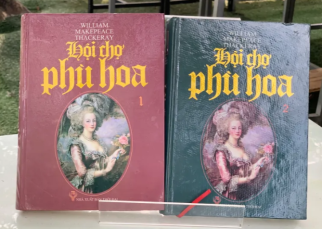 WILLIAM
MAKEPEACE
THACKERAY
Hội chợ
phù hoa
1
WILLIAM
MAKEPEACE
THACKERAY
Hội chợ
phù hoa
2